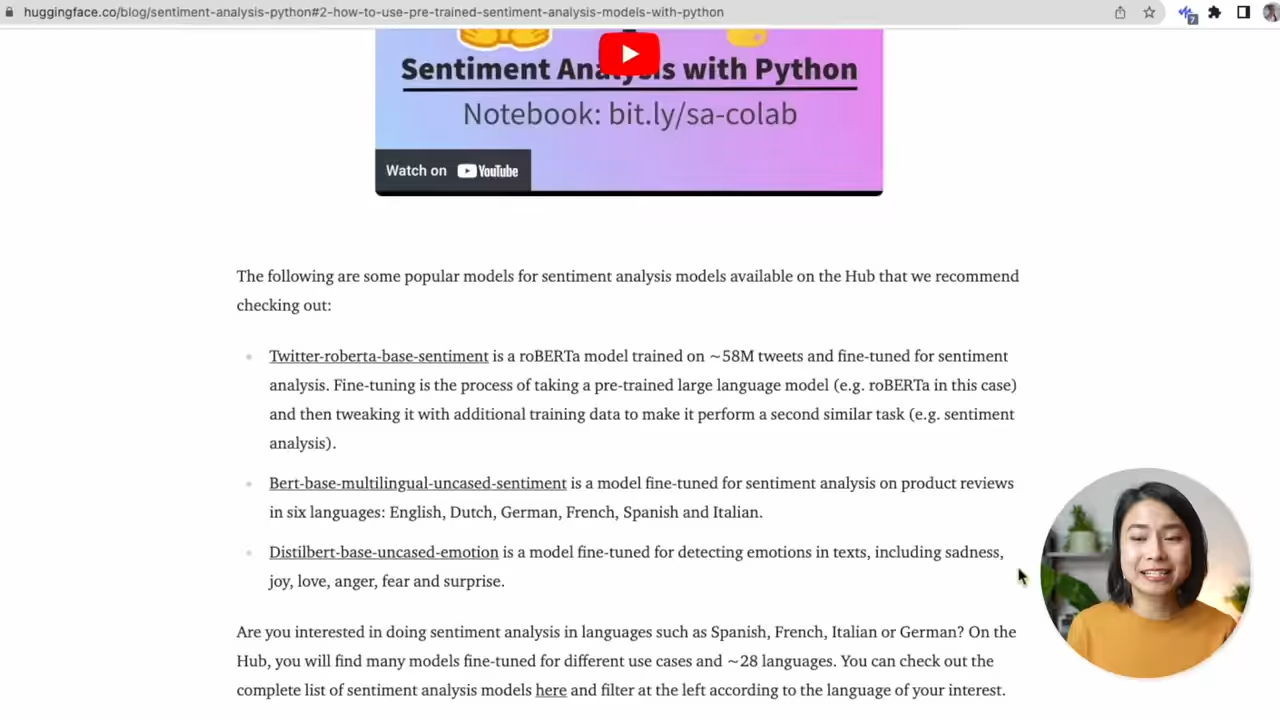 huggingface.co/blog/sentiment-analysis-python#2-how-to-use-pre-trained-sentiment-analysis-models-with-python
7
Sentiment Analysis with Python
Notebook: bit.ly/sa-colab
Watch on YouTube
The following are some popular models for sentiment analysis models available on the Hub that we recommend
checking out:
Twitter-roberta-base-sentiment is a roBERTa model trained on ~58M tweets and fine-tuned for sentiment
analysis. Fine-tuning is the process of taking a pre-trained large language model (e.g. roBERTa in this case)
and then tweaking it with additional training data to make it perform a second similar task (e.g. sentiment
analysis).
Bert-base-multilingual-uncased-sentiment is a model fine-tuned for sentiment analysis on product reviews
in six languages: English, Dutch, German, French, Spanish and Italian.
Distilbert-base-uncased-emotion is a model fine-tuned for detecting emotions in texts, including sadness,
joy, love, anger, fear and surprise.
Are you interested in doing sentiment analysis in languages such as Spanish, French, Italian or German? On the
Hub, you will find many models fine-tuned for different use cases and ~28 languages. You can check out the
complete list of sentiment analysis models here and filter at the left according to the language of your interest.